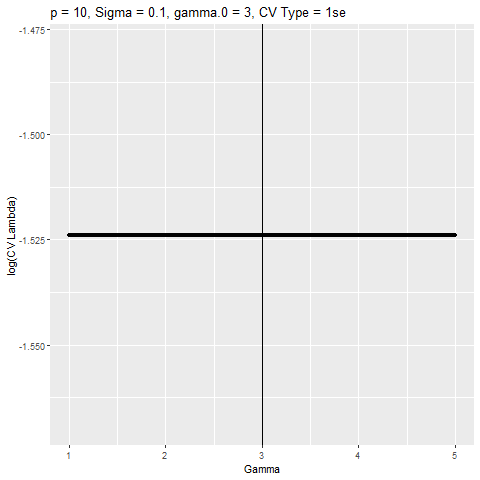 p = 10, Sigma = 0.1, gamma.0 = 3, CV Type = 1se
-1.475
-1.500
-1.525
-1.550
log(CV Lambda)
1 2 3 4 5
Gamma